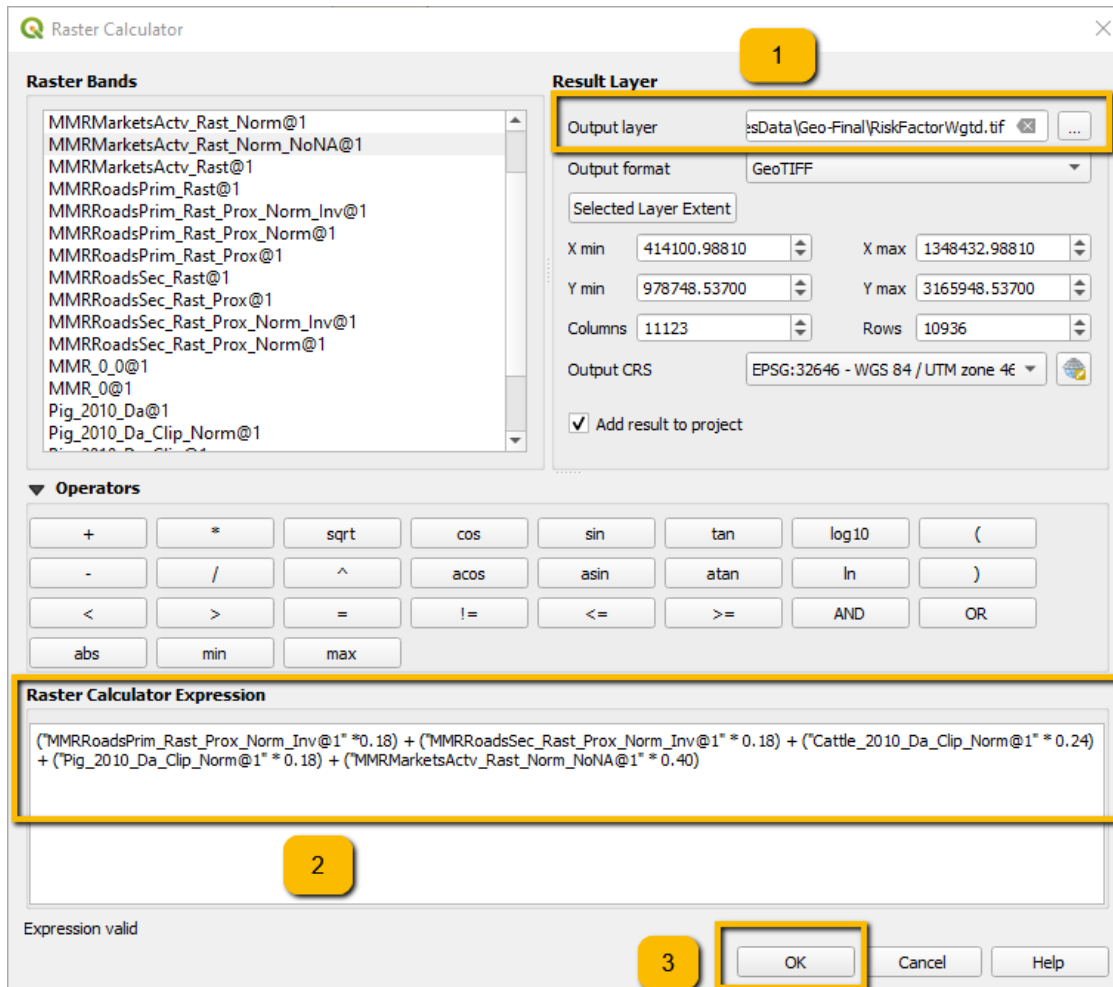 Raster Calculator
1
Raster Bands
MMRMarketsActv_Rast_Norm@1
MMRMarketsActv_Rast_Norm_NoNA@1
MMRMarketsActv_Rast@1
MMRRoadsPrim_Rast@1
MMRRoadsPrim_Rast_Prox_Norm_Inv@1
MMRRoadsPrim_Rast_Prox_Norm@1
MMRRoadsPrim_Rast_Prox@1
MMRRoadsSec_Rast@1
MMRRoadsSec_Rast_Prox@1
MMRRoadsSec_Rast_Prox_Norm_Inv@1
MMRRoadsSec_Rast_Prox_Norm@1
MMR_0_0@1
MMR_0@1
Pig_2010_Da@1
Pig_2010_Da_Clip_Norm@1
Result Layer
Output layer esData\Geo-Final\RiskFactorWgtd.tif ...
Output format GeoTIFF
Selected Layer Extent
X min 414100.98810 X max 1348432.98810
Y min 978748.53700 Y max 3165948.53700
Columns 11123 Rows 10936
Output CRS EPSG:32646 - WGS 84 / UTM zone 46
Add result to project
Operators
+ * sqrt cos sin tan log10 (
- / ^ acos asin atan ln )
< > = != <= >= AND OR
abs min max
Raster Calculator Expression
("MMRRoadsPrim_Rast_Prox_Norm_Inv@1" *0.18) + ("MMRRoadsSec_Rast_Prox_Norm_Inv@1" * 0.18) + ("Cattle_2010_Da_Clip_Norm@1" * 0.24)
+ ("Pig_2010_Da_Clip_Norm@1" * 0.18) + ("MMRMarketsActv_Rast_Norm_NoNA@1" * 0.40)
2
Expression valid
3
OK Cancel Help